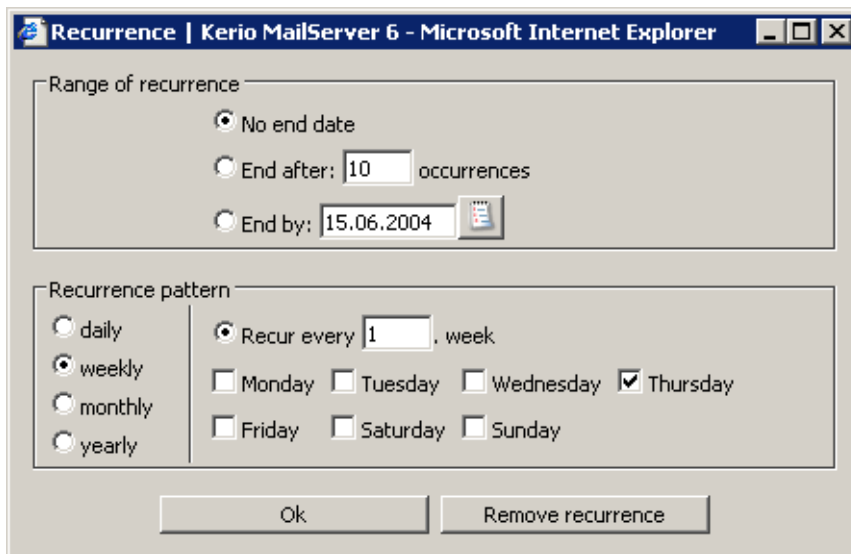 Recurrence | Kerio MailServer 6 - Microsoft Internet Explorer
Range of recurrence
No end date
End after: 10 occurrences
End by: 15.06.2004
Recurrence pattern
daily
weekly
monthly
yearly
Recur every 1 . week
Monday Tuesday Wednesday Thursday
Friday Saturday Sunday
Ok Remove recurrence